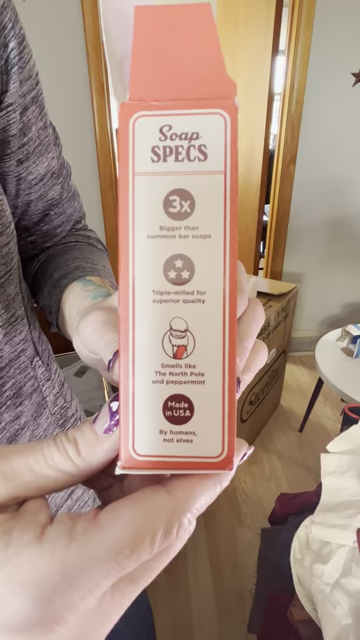 Soap
SPECS
3x
Bigger than
common bar soaps
Triple-milled for
superior quality
Smells like
The North Pole
and peppermint
Made
in USA
By humans,
not elves